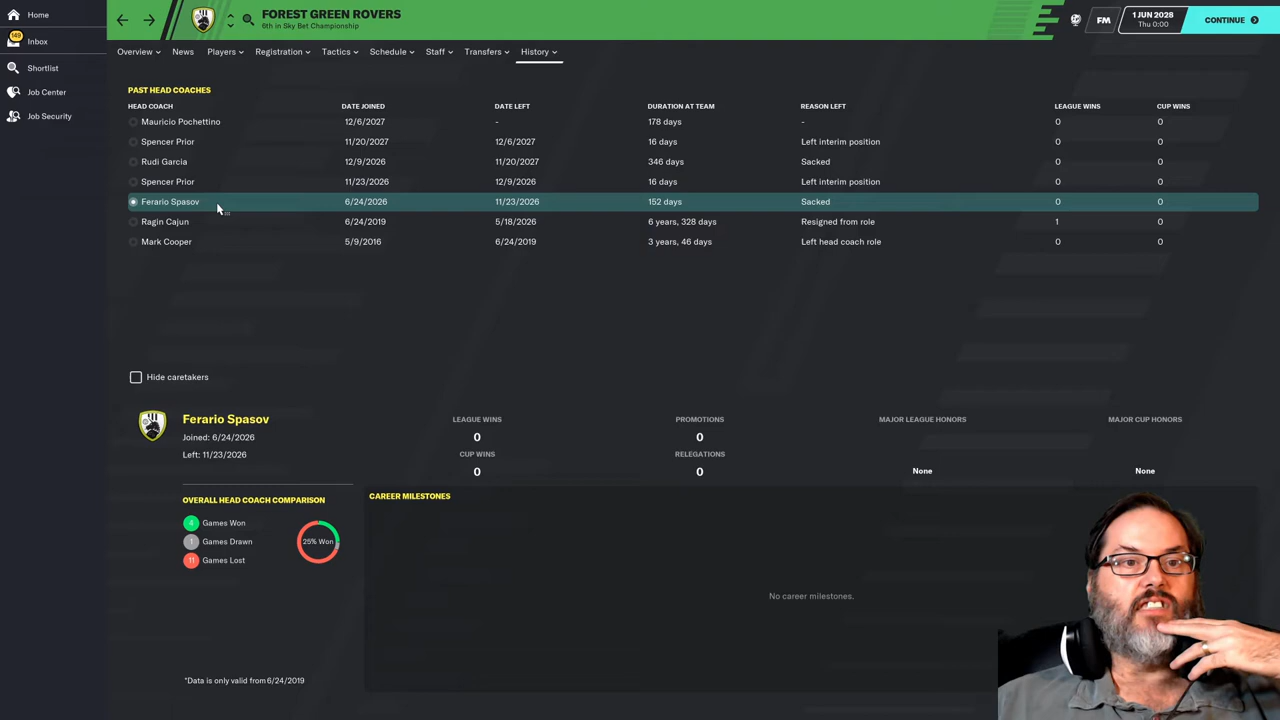 Home
149
Inbox
Shortlist
Job Center
Job Security
FOREST GREEN ROVERS
6th in Sky Bet Championship
FM
1 JUN 2028
Thu 0:00
CONTINUE
Overview News Players Registration Tactics Schedule Staff Transfers History
PAST HEAD COACHES
HEAD COACH DATE JOINED DATE LEFT DURATION AT TEAM REASON LEFT LEAGUE WINS CUP WINS
Mauricio Pochettino 12/6/2027 - 178 days - 0 0
Spencer Prior 11/20/2027 12/6/2027 16 days Left interim position 0 0
Rudi Garcia 12/9/2026 11/20/2027 346 days Sacked 0 0
Spencer Prior 11/23/2026 12/9/2026 16 days Left interim position 0 0
Ferario Spasov 6/24/2026 11/23/2026 152 days Sacked 0 0
Ragin Cajun 6/24/2019 5/18/2026 6 years, 328 days Resigned from role 1 0
Mark Cooper 5/9/2016 6/24/2019 3 years, 46 days Left head coach role 0 0
Hide caretakers
Ferario Spasov
Joined: 6/24/2026
Left: 11/23/2026
LEAGUE WINS PROMOTIONS MAJOR LEAGUE HONORS MAJOR CUP HONORS
0 0
CUP WINS RELEGATIONS
0 0 None None
OVERALL HEAD COACH COMPARISON
4 Games Won
1 Games Drawn
11 Games Lost
25% Won
CAREER MILESTONES
No career milestones.
*Data is only valid from 6/24/2019